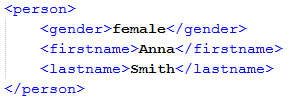 <person>
<gender>female</gender>
<firstname>Anna</firstname>
<lastname>Smith</lastname>
</person>